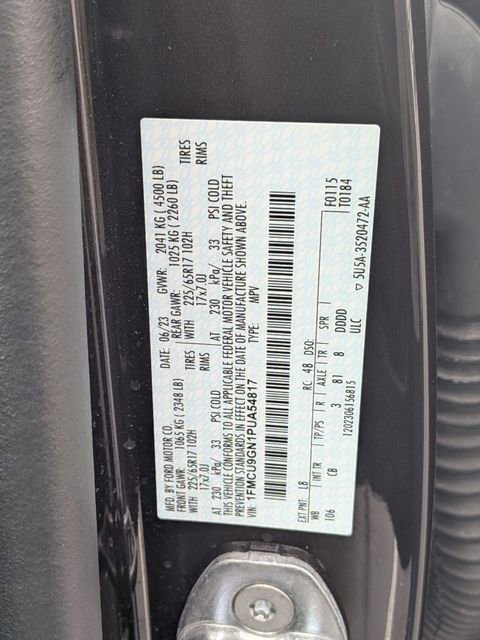 MFD. BY FORD MOTOR CO. DATE: 06/23 GVWR: 2041 KG ( 4500 LB)
FRONT GAWR: 1065 KG ( 2348 LB) REAR GAWR: 1025 KG ( 2260 LB)
WITH 225/65R17 102H TIRES WITH 225/65R17 102H TIRES
17x7.0J RIMS 17x7.0J RIMS
AT 230 kPa/ 33 PSI COLD AT 230 kPa/ 33 PSI COLD
THIS VEHICLE CONFORMS TO ALL APPLICABLE FEDERAL MOTOR VEHICLE SAFETY AND THEFT
PREVENTION STANDARDS IN EFFECT ON THE DATE OF MANUFACTURE SHOWN ABOVE.
VIN: 1FMCU9GN1PUA54817 TYPE: MPV
F0115
EXT PNT: LB RC: 48 DSO: T0184
WB INT TR TP/PS R AXLE TR SPR
106 CB 3 81 8 DDDD
ULC
1202306156815 ▽ 5U5A-3520472-AA